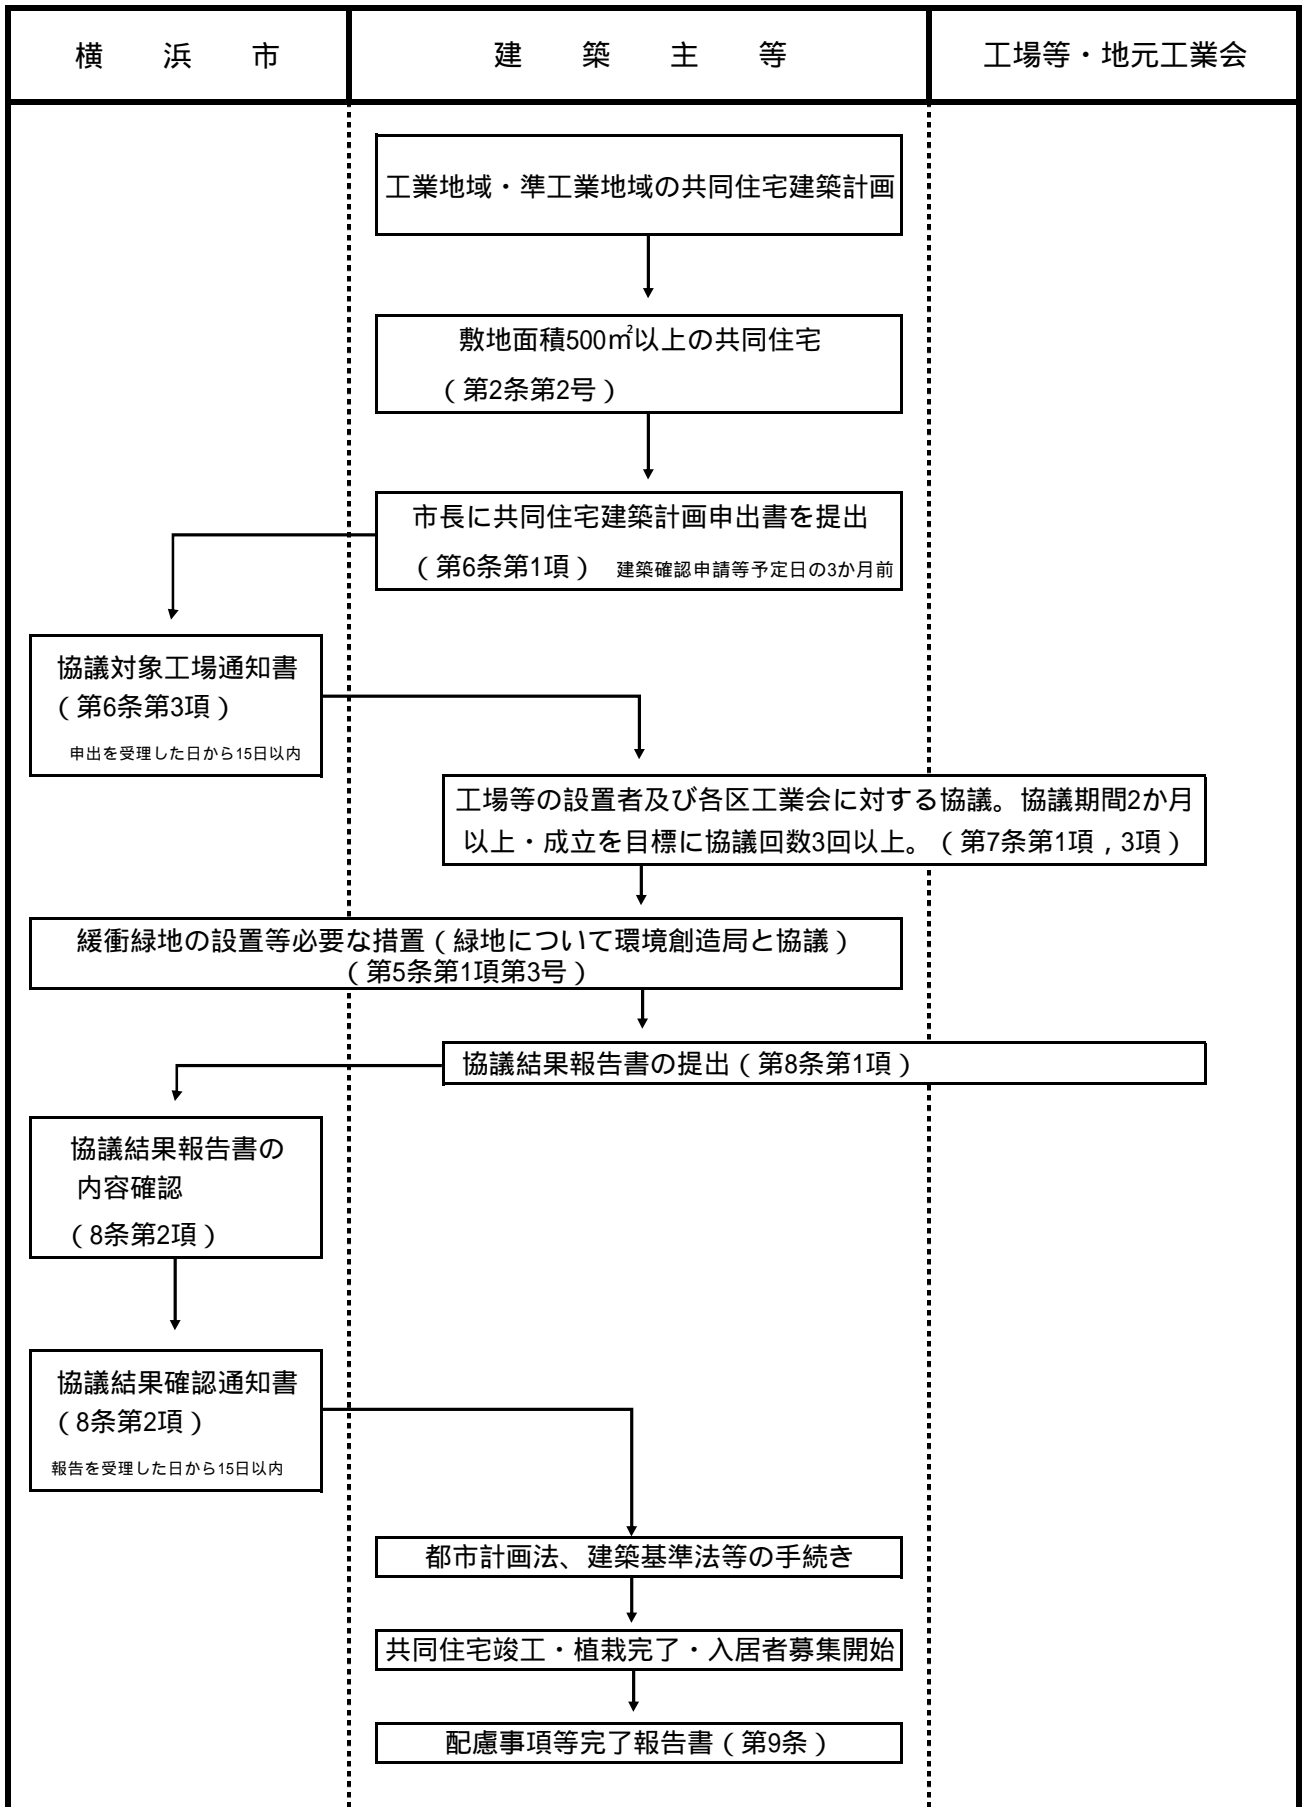 横 浜 市
建 築 主 等
工場等・地元工業会
工業地域・準工業地域の共同住宅建築計画
敷地面積500㎡以上の共同住宅
（第2条第2号）
市長に共同住宅建築計画申出書を提出
（第6条第1項） 建築確認申請等予定日の3か月前
協議対象工場通知書
（第6条第3項）
申出を受理した日から15日以内
工場等の設置者及び各区工業会に対する協議。協議期間2か月
以上・成立を目標に協議回数3回以上。（第7条第1項，3項）
緩衝緑地の設置等必要な措置（緑地について環境創造局と協議）
（第5条第1項第3号）
協議結果報告書の提出（第8条第1項）
協議結果報告書の
内容確認
（8条第2項）
協議結果確認通知書
（8条第2項）
報告を受理した日から15日以内
都市計画法、建築基準法等の手続き
共同住宅竣工・植栽完了・入居者募集開始
配慮事項等完了報告書（第9条）